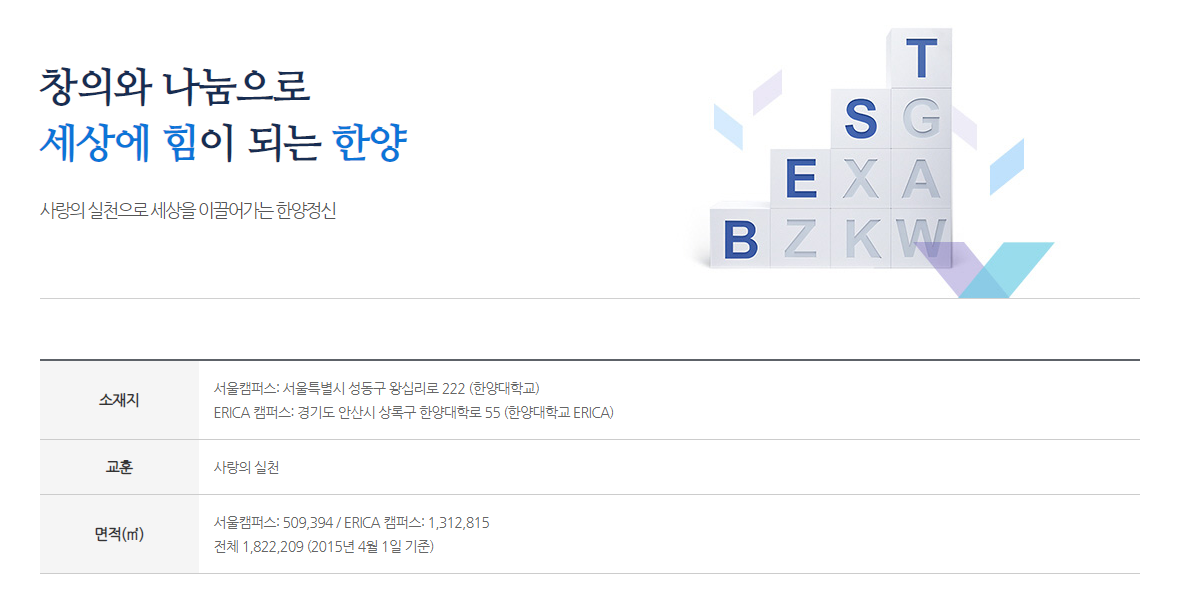 창의와 나눔으로
세상에 힘이 되는 한양
사랑의 실천으로 세상을 이끌어가는 한양정신
T
S G
E X A
B Z K W
소재지
서울캠퍼스: 서울특별시 성동구 왕십리로 222 (한양대학교)
ERICA 캠퍼스: 경기도 안산시 상록구 한양대학로 55 (한양대학교 ERICA)
교훈
사랑의 실천
면적(㎡)
서울캠퍼스: 509,394 / ERICA 캠퍼스: 1,312,815
전체 1,822,209 (2015년 4월 1일 기준)